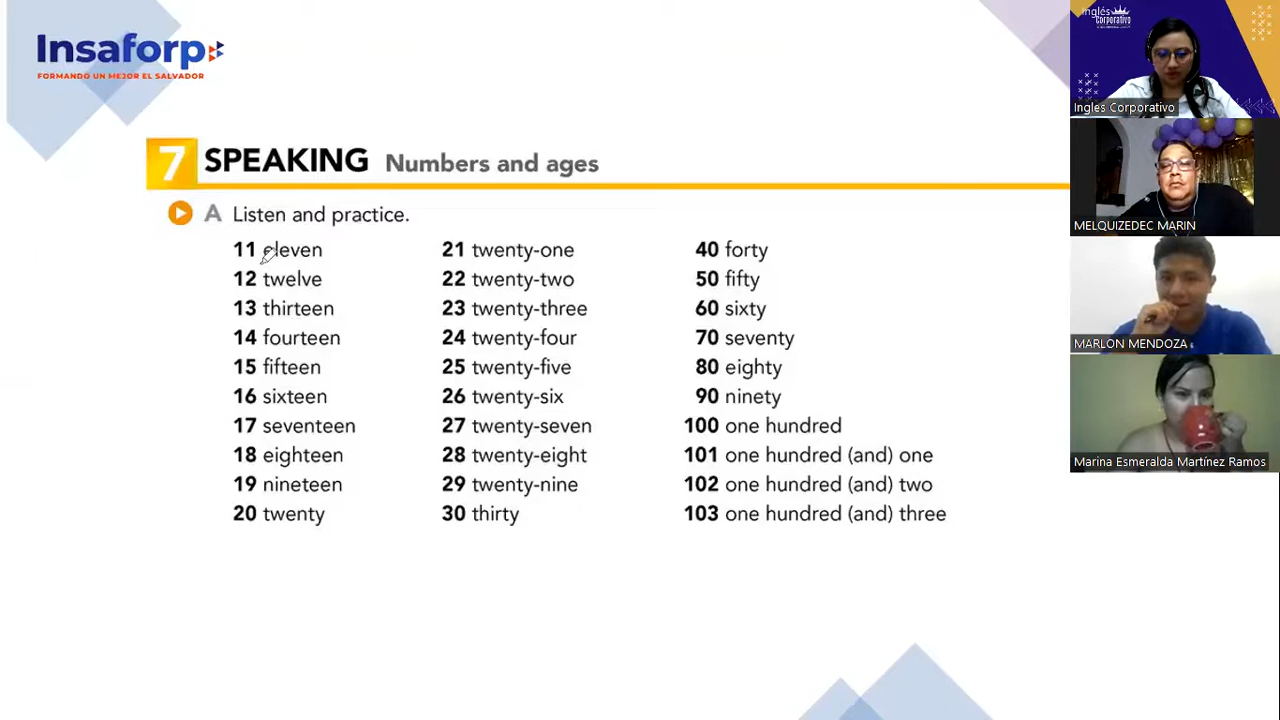 Insaforp
FORMANDO UN MEJOR EL SALVADOR
7 SPEAKING Numbers and ages
A Listen and practice.
11 eleven
12 twelve
13 thirteen
14 fourteen
15 fifteen
16 sixteen
17 seventeen
18 eighteen
19 nineteen
20 twenty
21 twenty-one
22 twenty-two
23 twenty-three
24 twenty-four
25 twenty-five
26 twenty-six
27 twenty-seven
28 twenty-eight
29 twenty-nine
30 thirty
40 forty
50 fifty
60 sixty
70 seventy
80 eighty
90 ninety
100 one hundred
101 one hundred (and) one
102 one hundred (and) two
103 one hundred (and) three
Inglés
Corporativo
Ingles Corporativo
MELQUIZEDEC MARIN
MARLON MENDOZA
Marina Esmeralda Martínez Ramos